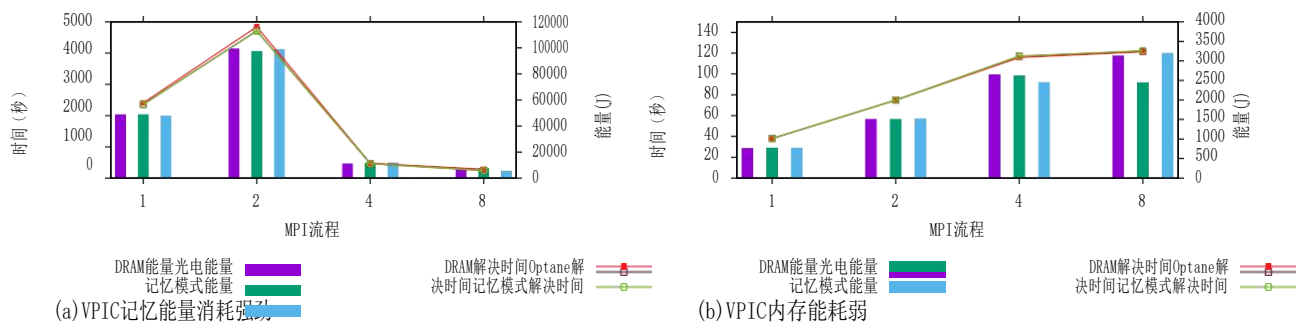 5000
4000
3000
2000
1000
0
时间（秒）
120000
100000
80000
60000
40000
20000
0
能量(J)
1
2
4
8
MPI流程
DRAM能量光电能量
记忆模式能量
DRAM解决时间Optane解
决时间记忆模式解决时间
(a)VPIC记忆能量消耗强劲
140
120
100
80
60
40
20
0
时间（秒）
4000
3500
3000
2500
2000
1500
1000
500
0
能量(J)
1
2
4
8
MPI流程
DRAM能量光电能量
记忆模式能量
DRAM解决时间Optane解
决时间记忆模式解决时间
(b)VPIC内存能耗弱